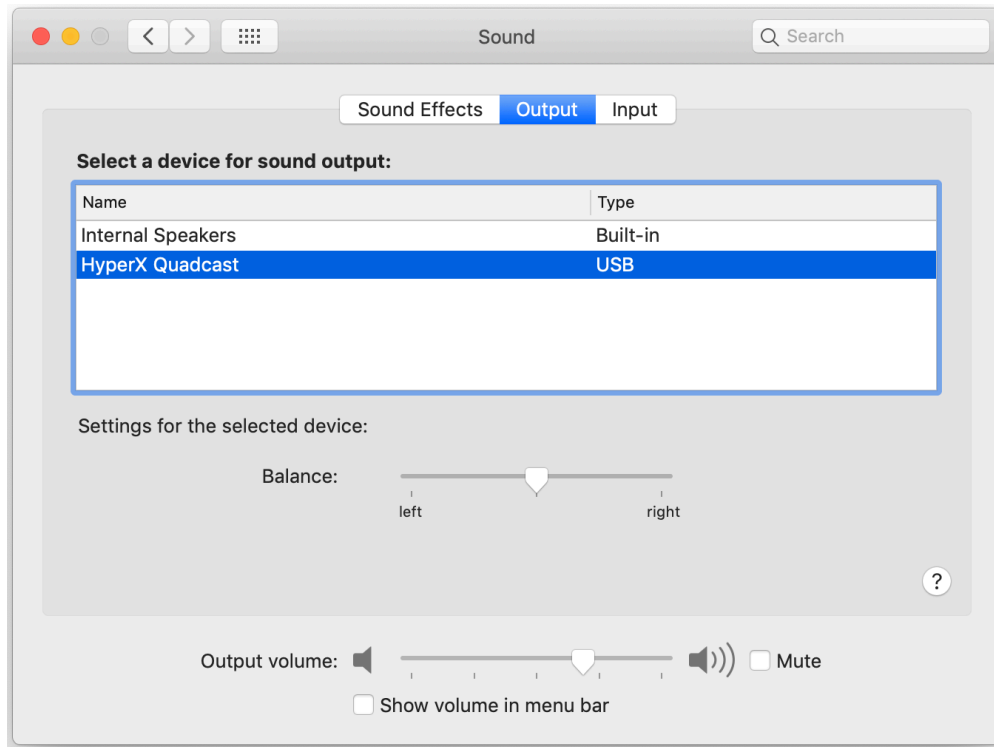 Sound
Search
Sound Effects Output Input
Select a device for sound output:
Name Type
Internal Speakers Built-in
HyperX Quadcast USB
Settings for the selected device:
Balance:
left right
?
Output volume: Mute
Show volume in menu bar